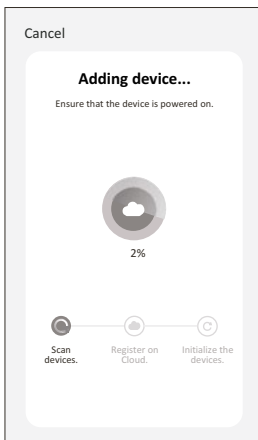 Cancel
Adding device...
Ensure that the device is powered on.
2%
Scan
devices.
Register on
Cloud.
Initialize the
devices.